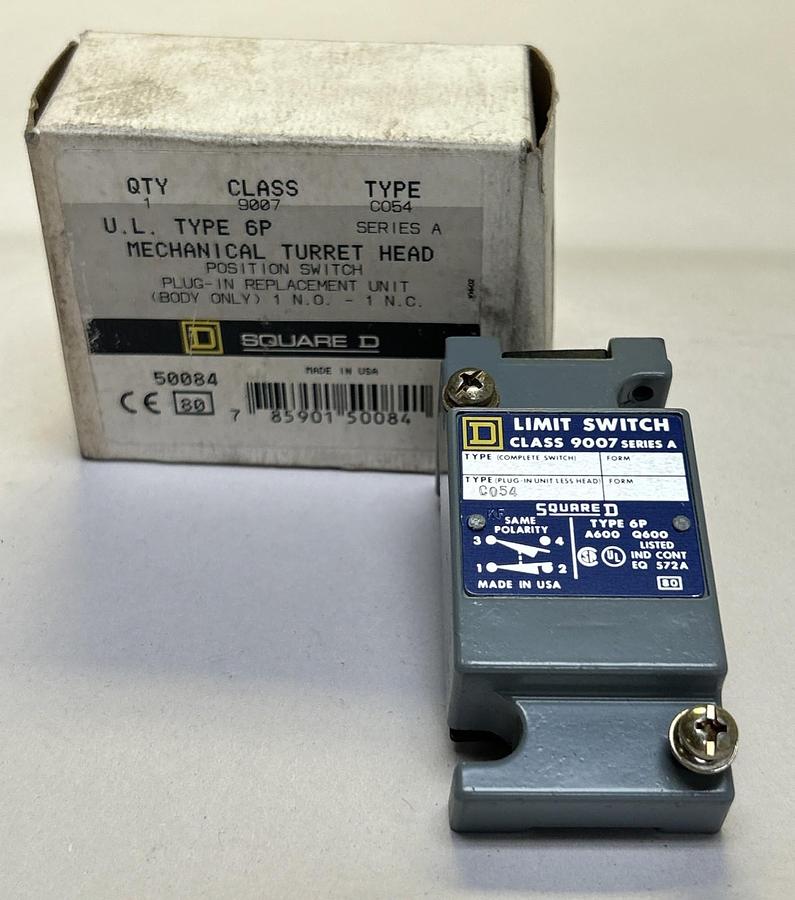 QTY CLASS TYPE
1 9007 CO54
U.L. TYPE 6P SERIES A
MECHANICAL TURRET HEAD
POSITION SWITCH
PLUG-IN REPLACEMENT UNIT
(BODY ONLY) 1 N.O. - 1 N.C.
D SQUARE D
MADE IN USA
50084
CE 80
7 85901 50084
D LIMIT SWITCH
CLASS 9007 SERIES A
TYPE (COMPLETE SWITCH) FORM
TYPE (PLUG-IN UNIT LESS HEAD) FORM
CO54
SQUARE D
SAME POLARITY
3 4
1 2
TYPE 6P
A600 Q600
LISTED
IND CONT
EQ 572A
UL
80
MADE IN USA